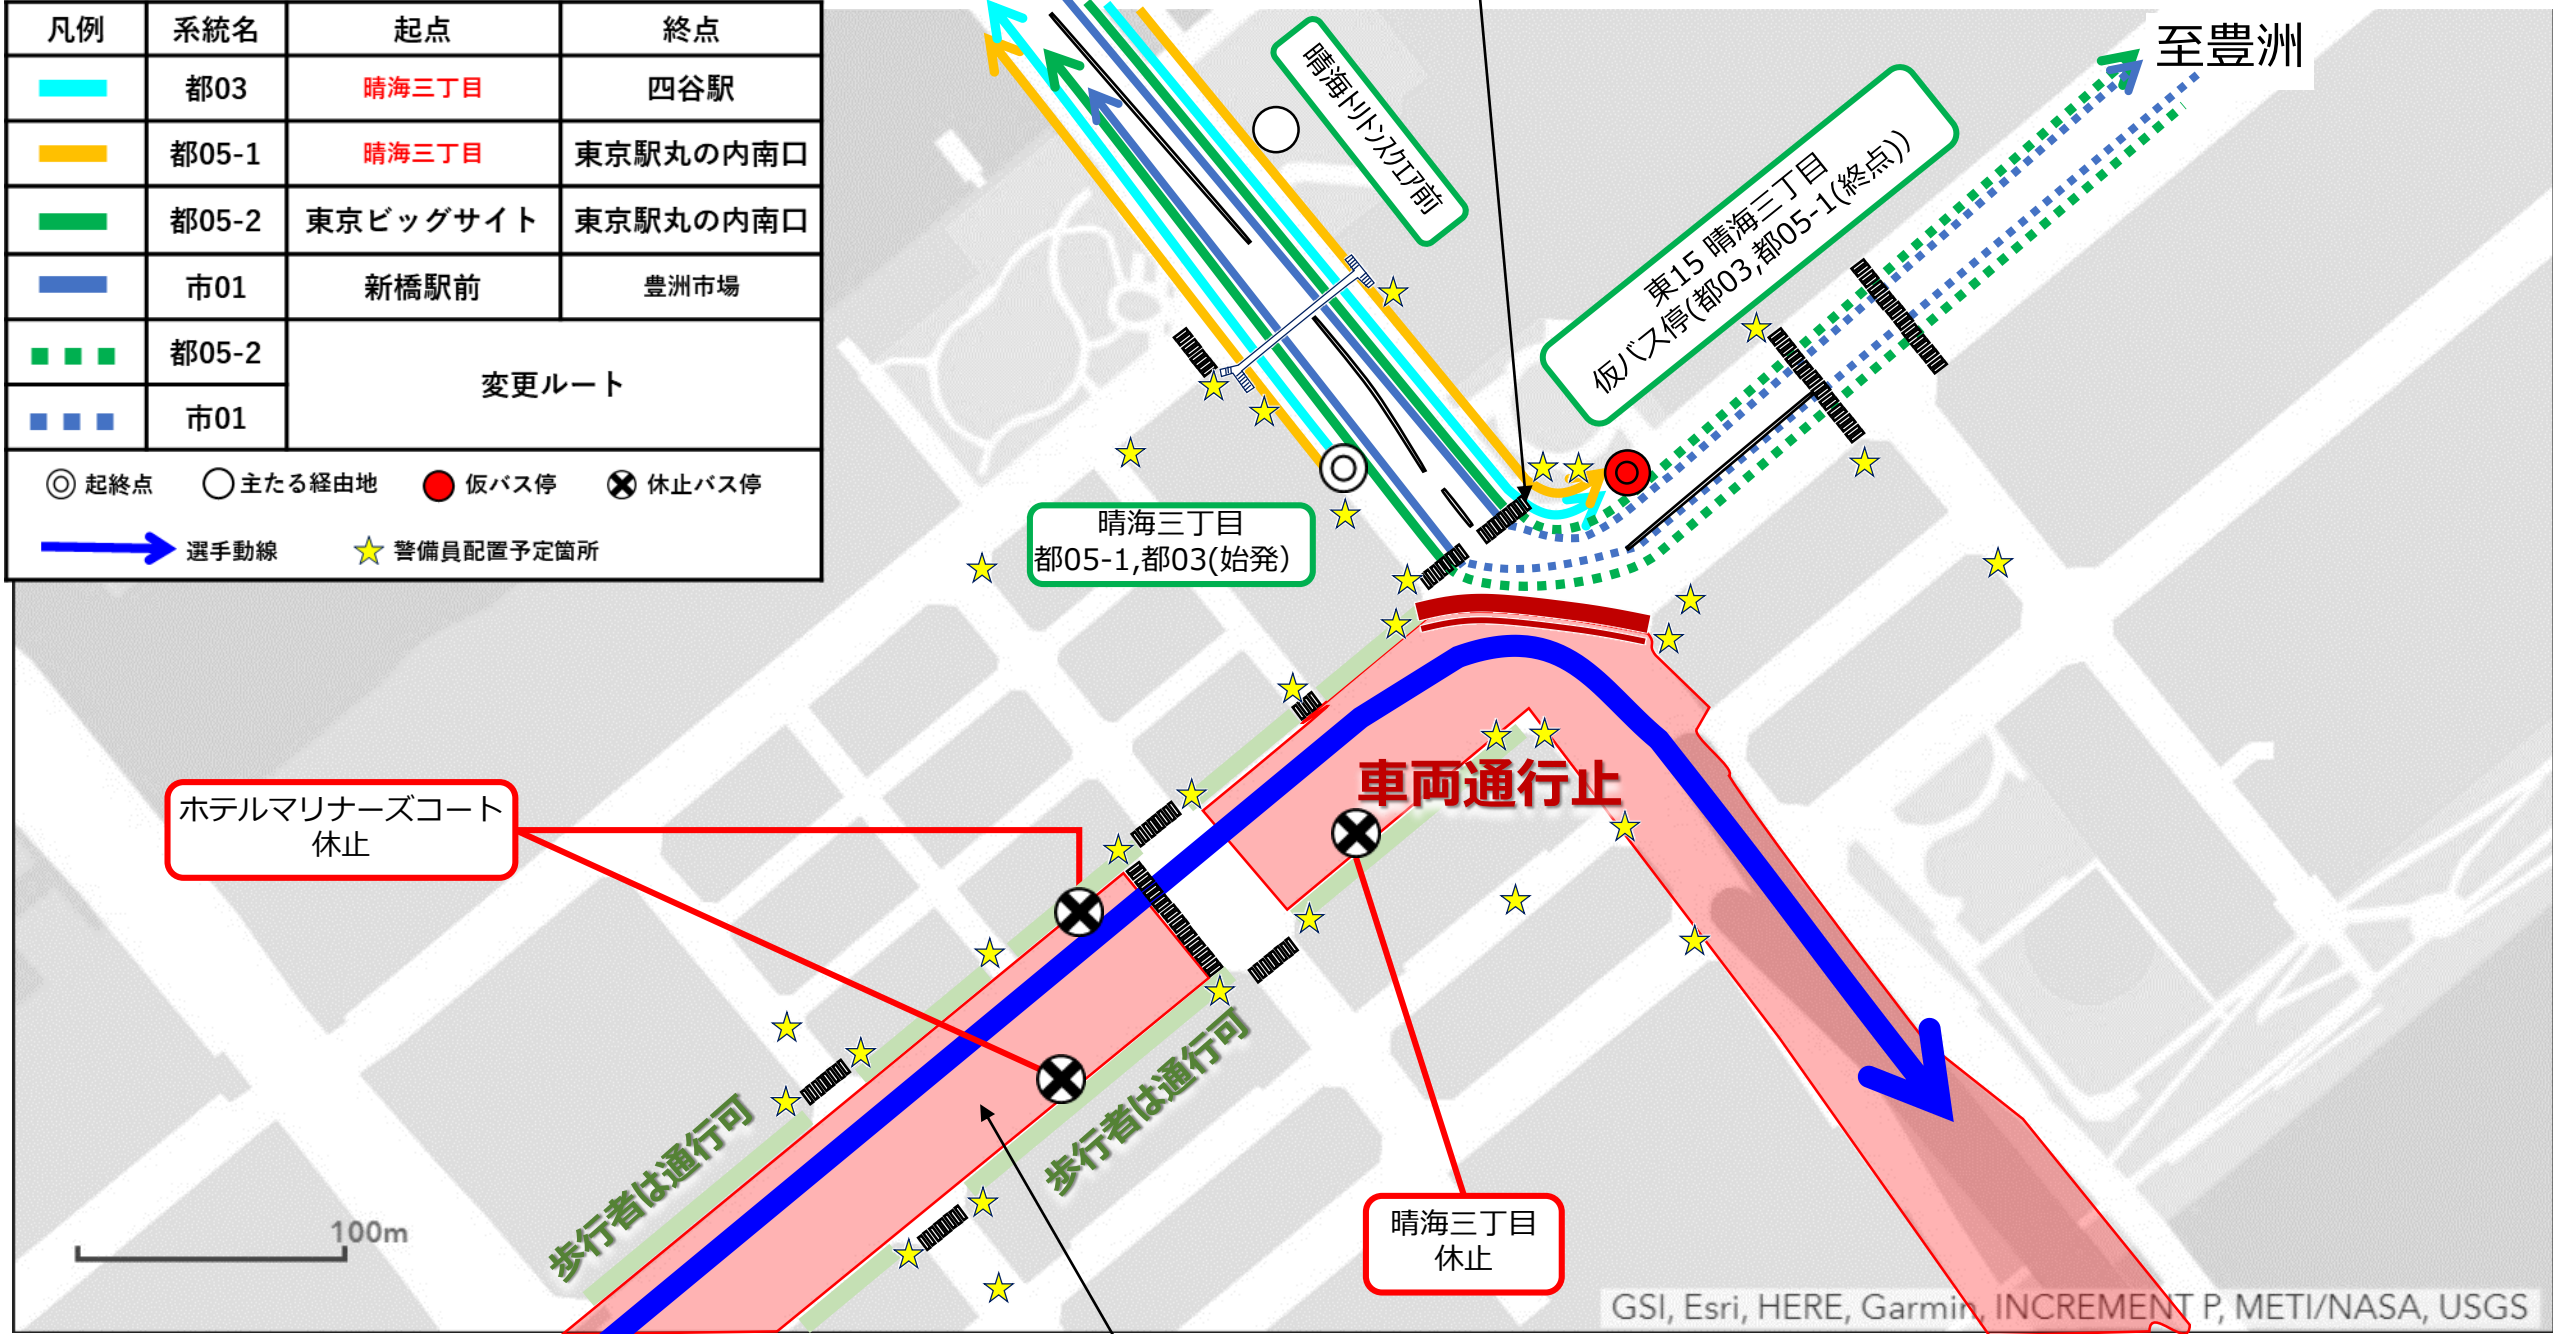 凡例 系統名 起点 終点
都03 晴海三丁目 四谷駅
都05-1 晴海三丁目 東京駅丸の内南口
都05-2 東京ビッグサイト 東京駅丸の内南口
市01 新橋駅前 豊洲市場
都05-2 変更ルート
市01
起終点 主たる経由地 仮バス停 休止バス停
選手動線 警備員配置予定箇所
至豊洲
晴海トリトンスクエア前
東15 晴海三丁目
仮バス停(都03,都05-1(終点))
晴海三丁目
都05-1,都03(始発)
車両通行止
ホテルマリナーズコート
休止
歩行者は通行可
歩行者は通行可
晴海三丁目
休止
100m
GSI, Esri, HERE, Garmin, INCREMENT P, METI/NASA, USGS